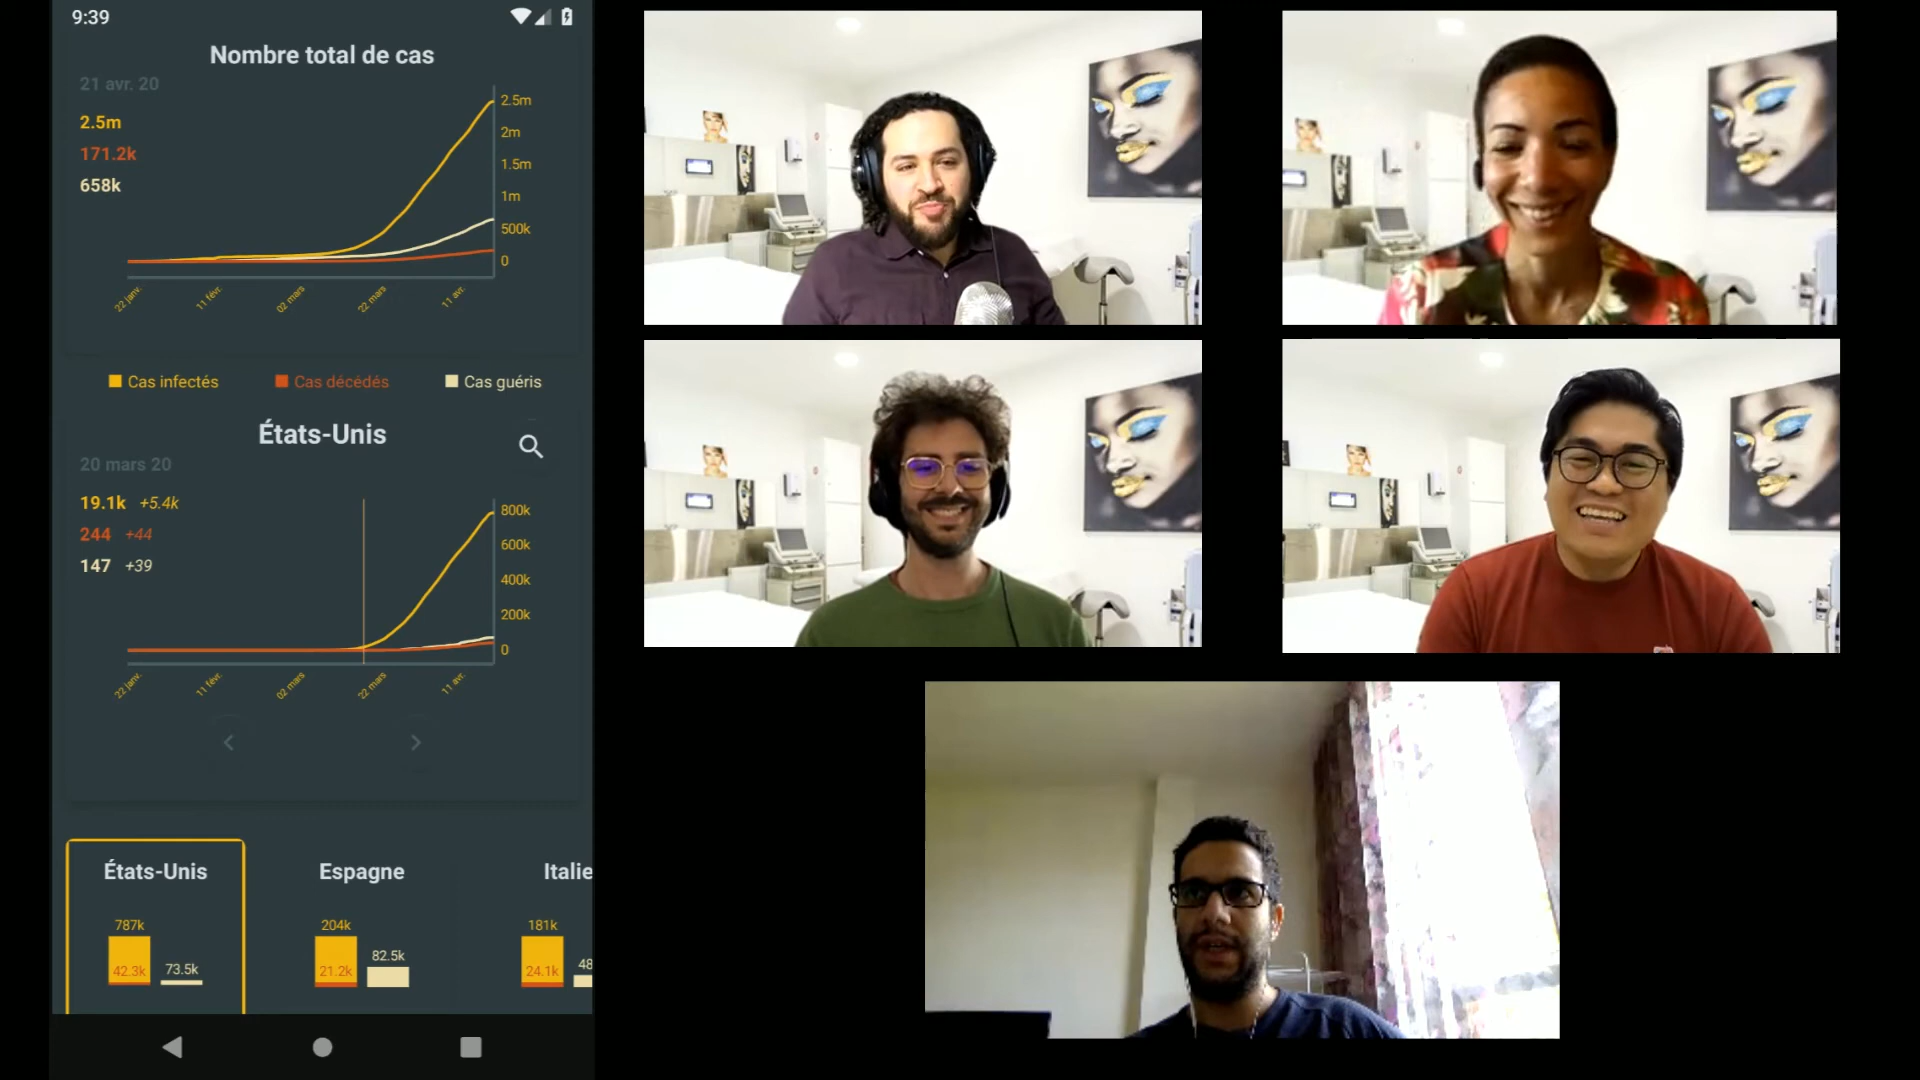 9:39
Nombre total de cas
21 avr. 20
2.5m
171.2k
658k
2.5m
2m
1.5m
1m
500k
0
22 janv.
11 févr.
02 mars
22 mars
11 avr.
Cas infectés
Cas décédés
Cas guéris
États-Unis
20 mars 20
19.1k +5.4k
244 +44
147 +39
800k
600k
400k
200k
0
22 janv.
11 févr.
02 mars
22 mars
11 avr.
États-Unis
Espagne
Italie
787k
42.3k
73.5k
204k
21.2k
82.5k
181k
24.1k
48